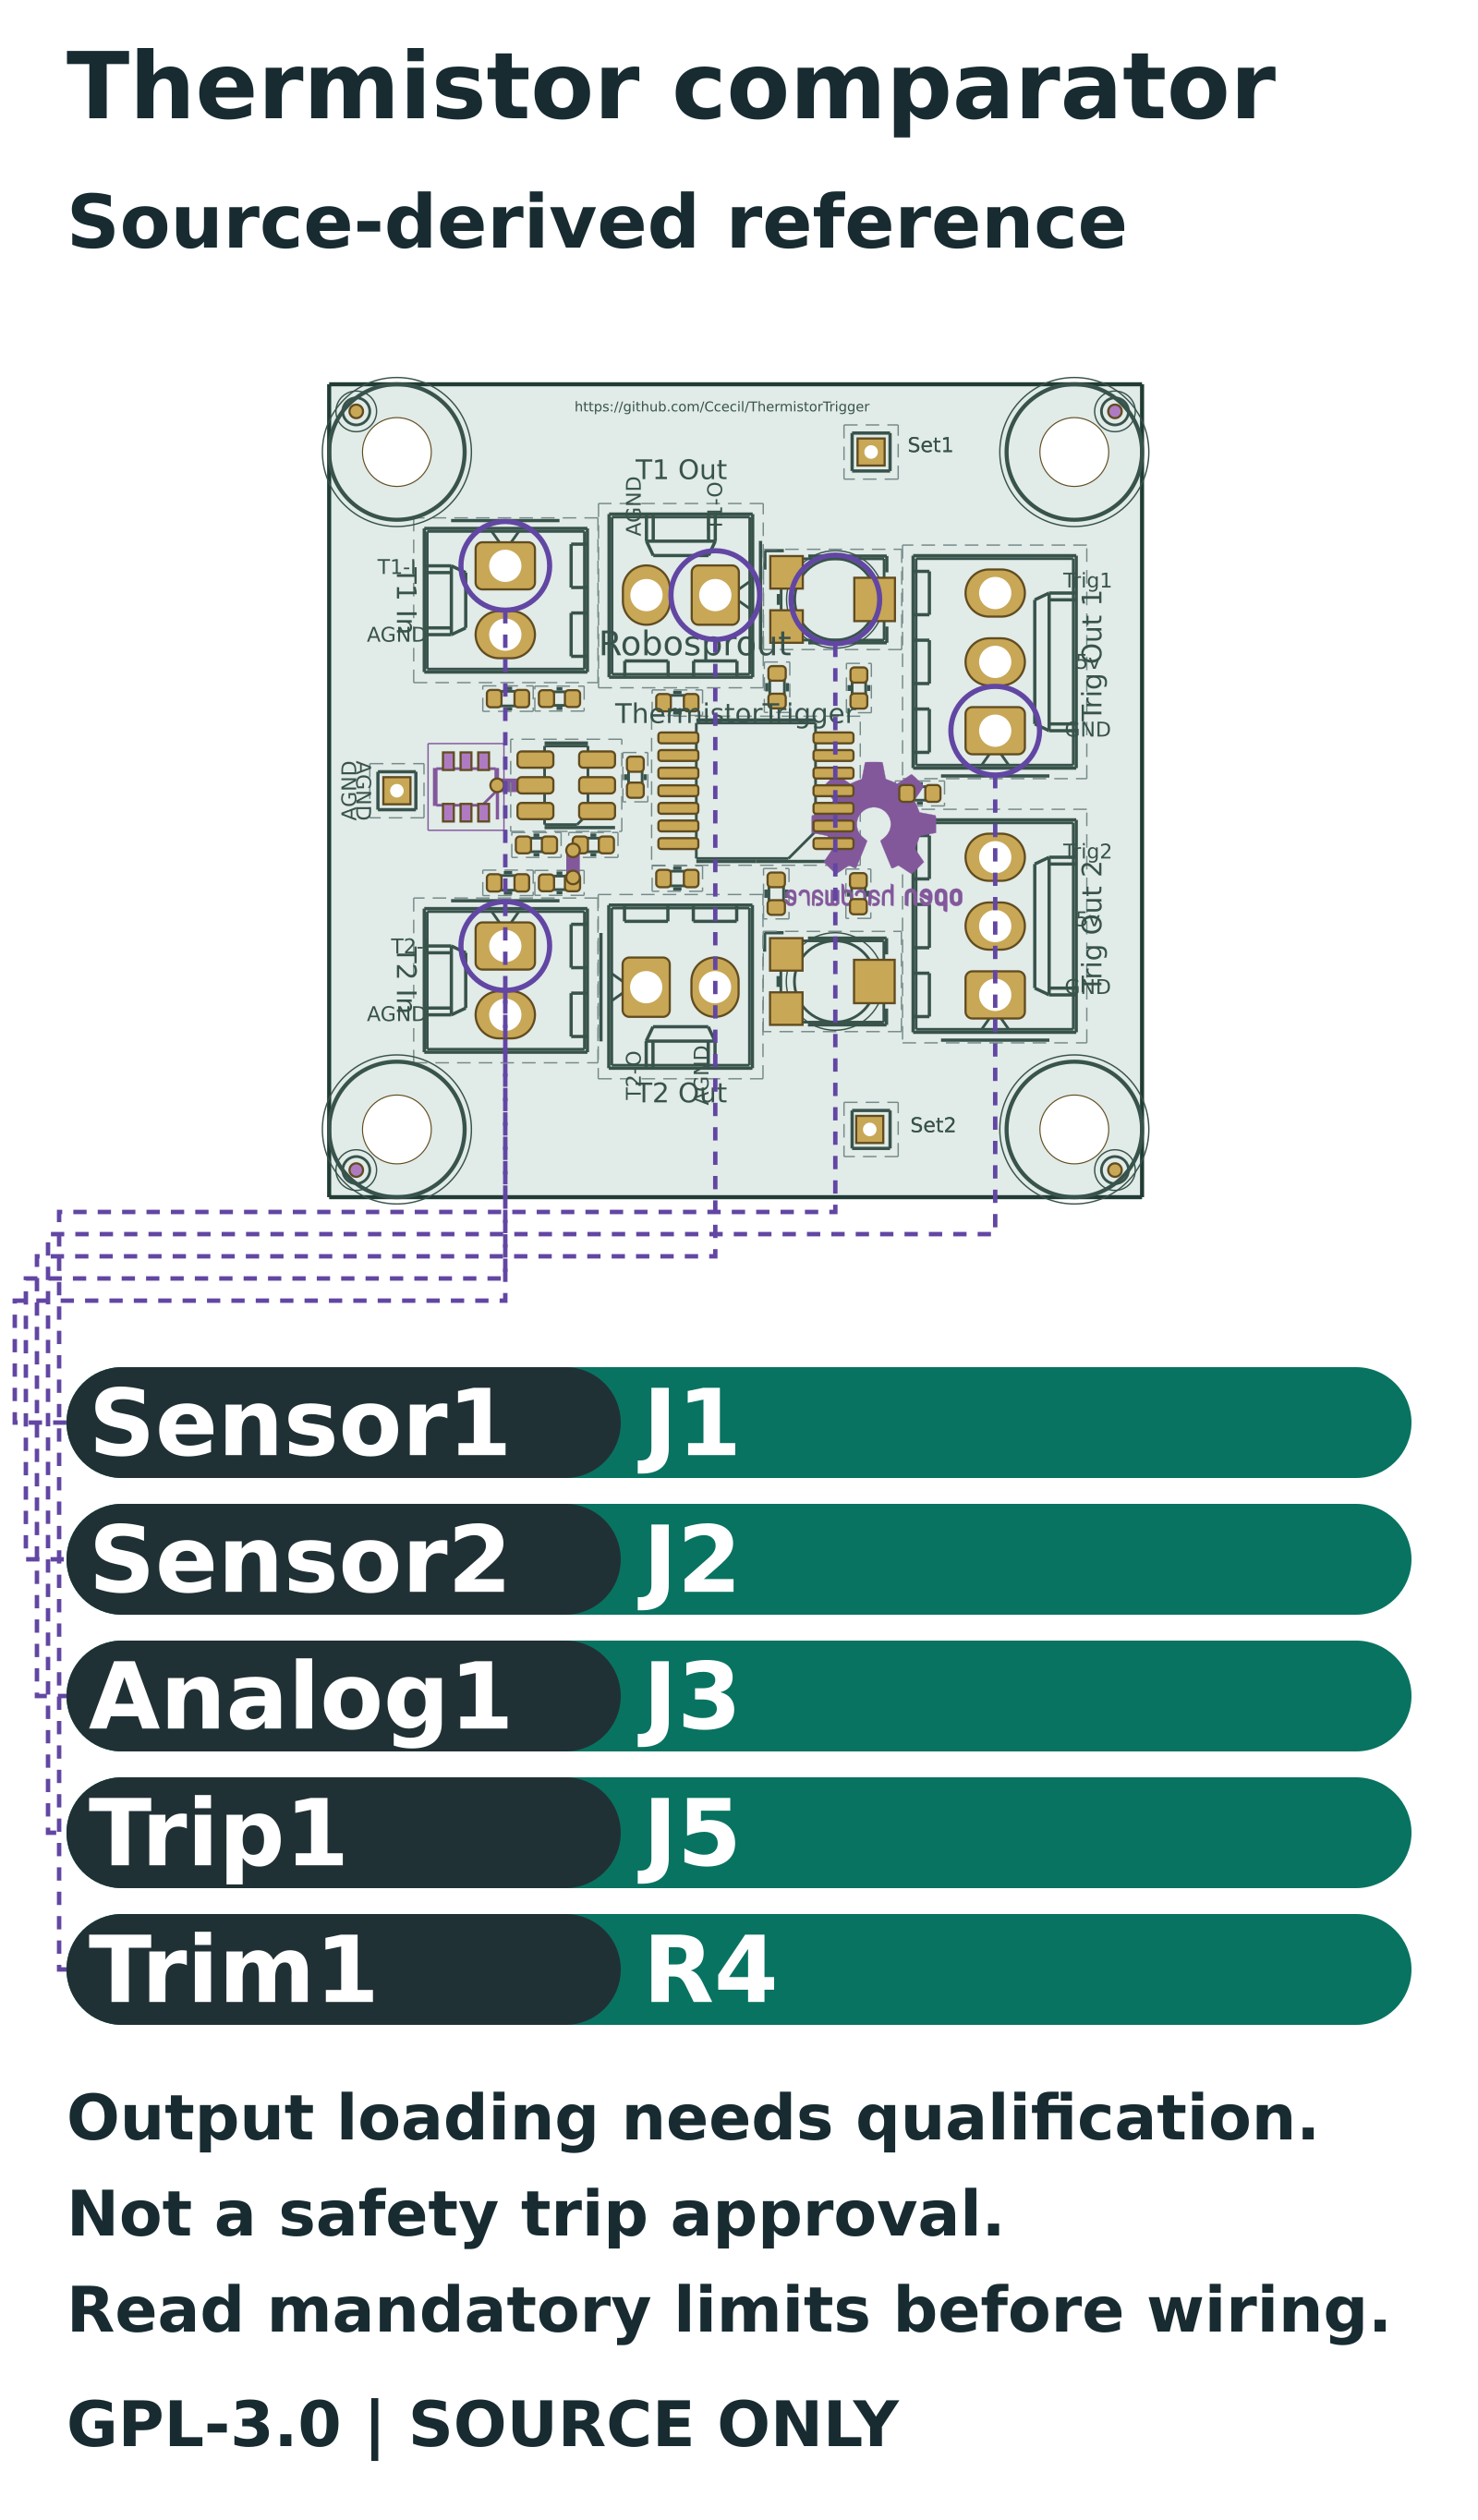 Thermistor comparator
Source-derived reference
https://github.com/Ccecil/ThermistorTrigger
Set1
T1 Out
AGND
T1-I
T1 In
AGND
Robosprout
ThermistorTrigger
Trig1
5v
GND
Trig Out 1
AGND
AGND
open hardware
Trig2
GND
Trig Out 2
T2 In
AGND
T2-O
AGND
T2 Out
Set2
Sensor1 J1
Sensor2 J2
Analog1 J3
Trip1 J5
Trim1 R4
Output loading needs qualification.
Not a safety trip approval.
Read mandatory limits before wiring.
GPL-3.0 | SOURCE ONLY